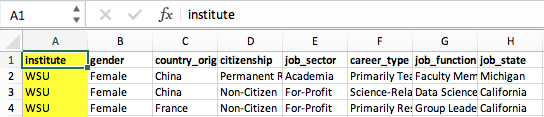 A1 fx institute
A B C D E F G H
1 institute gender country_orig citizenship job_sector career_type job_function job_state
2 WSU Female China Permanent R Academia Primarily Tea Faculty Mem Michigan
3 WSU Female China Non-Citizen For-Profit Science-Rela Data Science California
4 WSU Female France Non-Citizen For-Profit Primarily Res Group Leade California